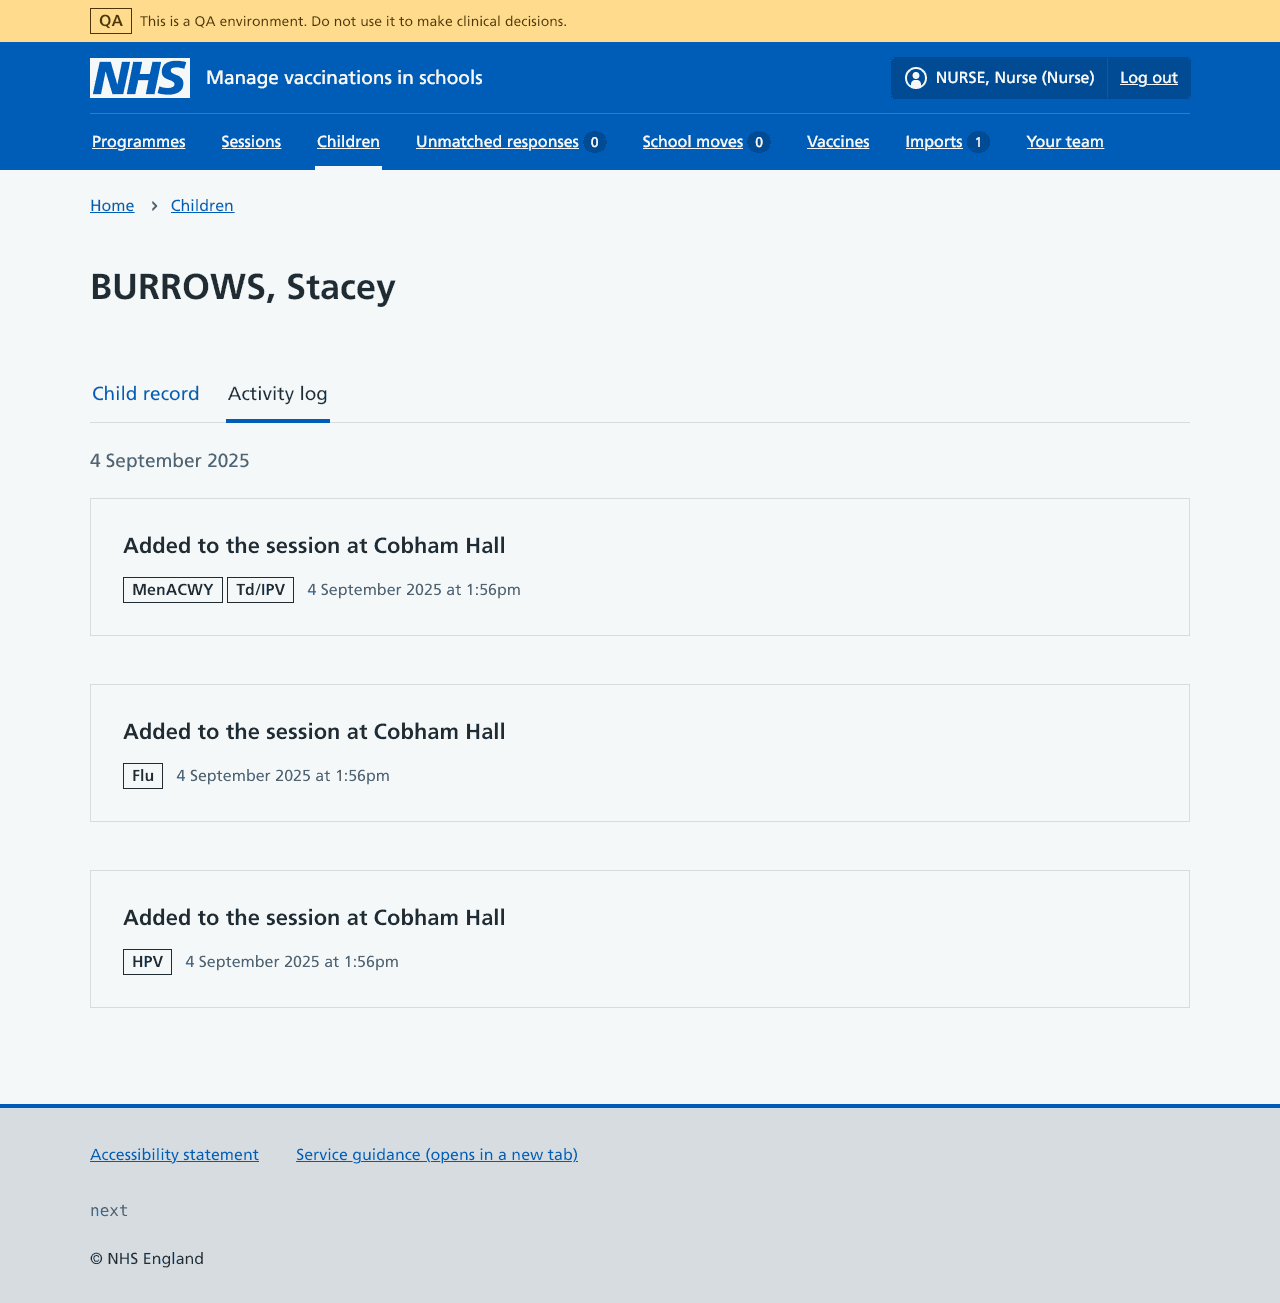 QA This is a QA environment. Do not use it to make clinical decisions.
NHS Manage vaccinations in schools NURSE, Nurse (Nurse) Log out
Programmes Sessions Children Unmatched responses 0 School moves 0 Vaccines Imports 1 Your team
Home Children
BURROWS, Stacey
Child record Activity log
4 September 2025
Added to the session at Cobham Hall
MenACWY Td/IPV 4 September 2025 at 1:56pm
Added to the session at Cobham Hall
Flu 4 September 2025 at 1:56pm
Added to the session at Cobham Hall
HPV 4 September 2025 at 1:56pm
Accessibility statement Service guidance (opens in a new tab)
next
© NHS England